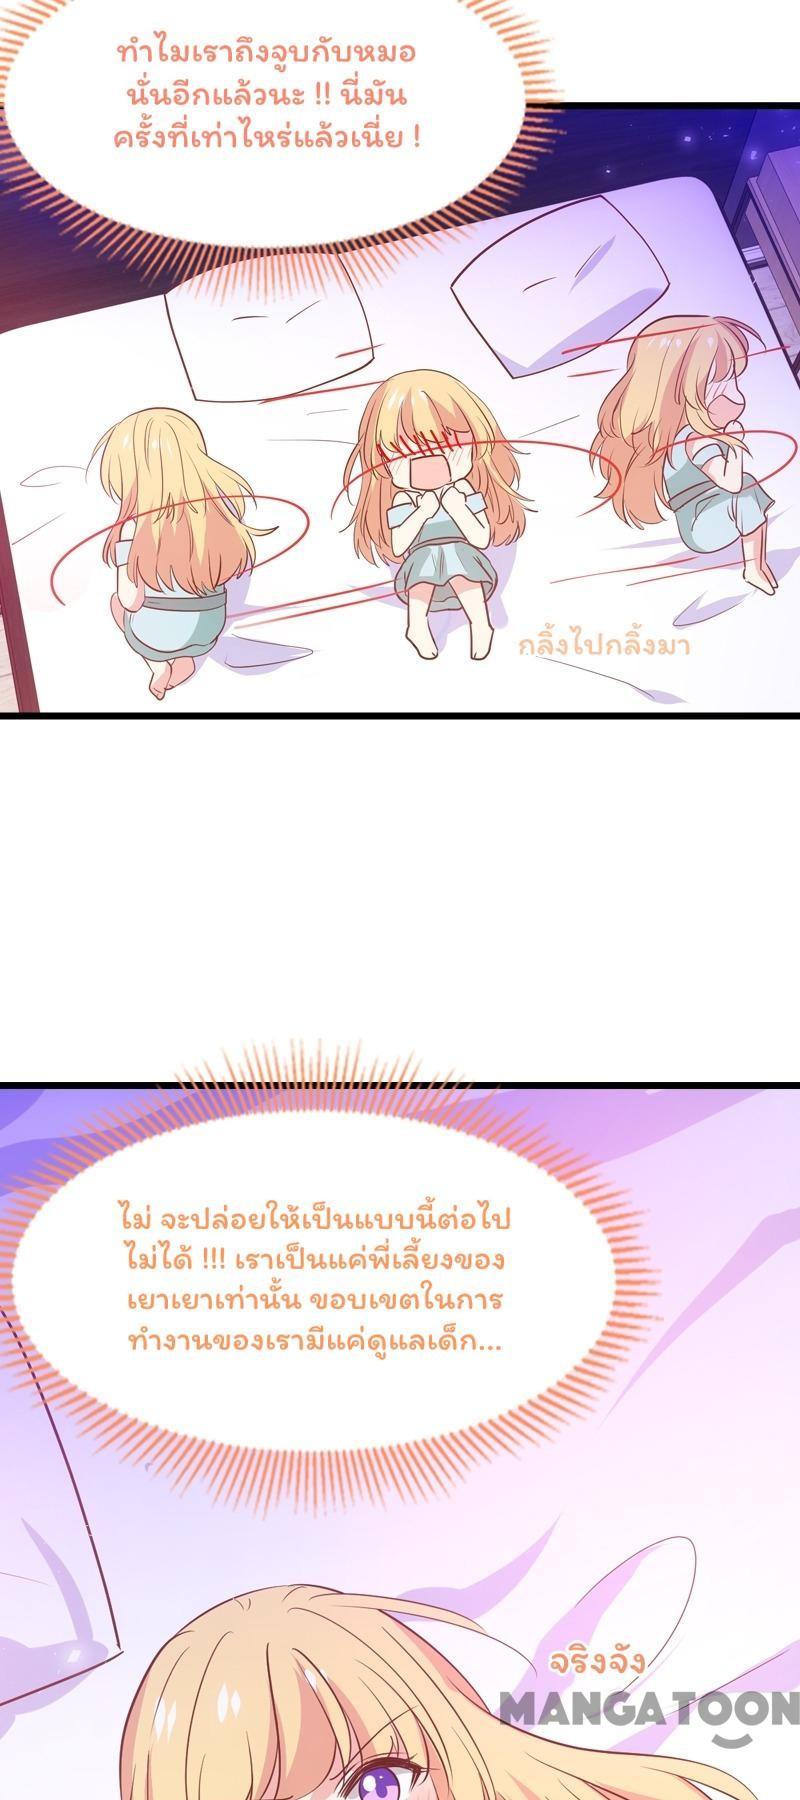 ทำไมเราถึงจูบกับหมอ
นั่นอีกแล้วนะ !! นี่มัน
ครั้งที่เท่าไหร่แล้วเนี่ย !
กลิ้งไปกลิ้งมา
ไม่ จะปล่อยให้เป็นแบบนี้ต่อไป
ไม่ได้ !!! เราเป็นแค่พี่เลี้ยงของ
เยาเยาเท่านั้น ขอบเขตในการ
ทำงานของเรามีแค่ดูแลเด็ก...
จริงจัง
MANGATOON